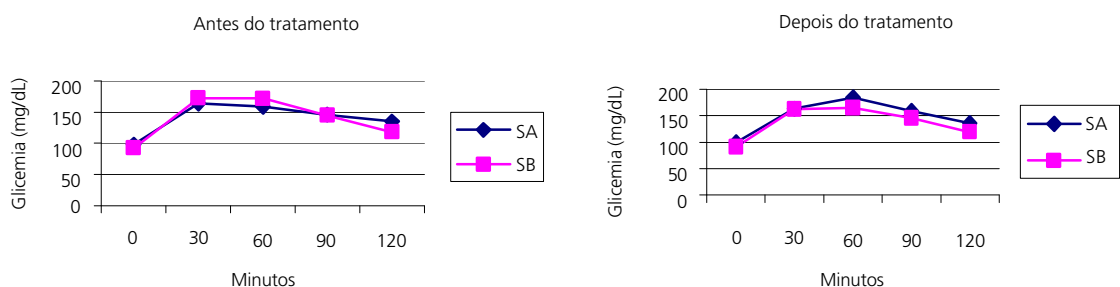 Antes do tratamento
Glicemia (mg/dL)
200
150
100
50
0
0 30 60 90 120
Minutos
SA
SB
Depois do tratamento
Glicemia (mg/dL)
200
150
100
50
0
0 30 60 90 120
Minutos
SA
SB